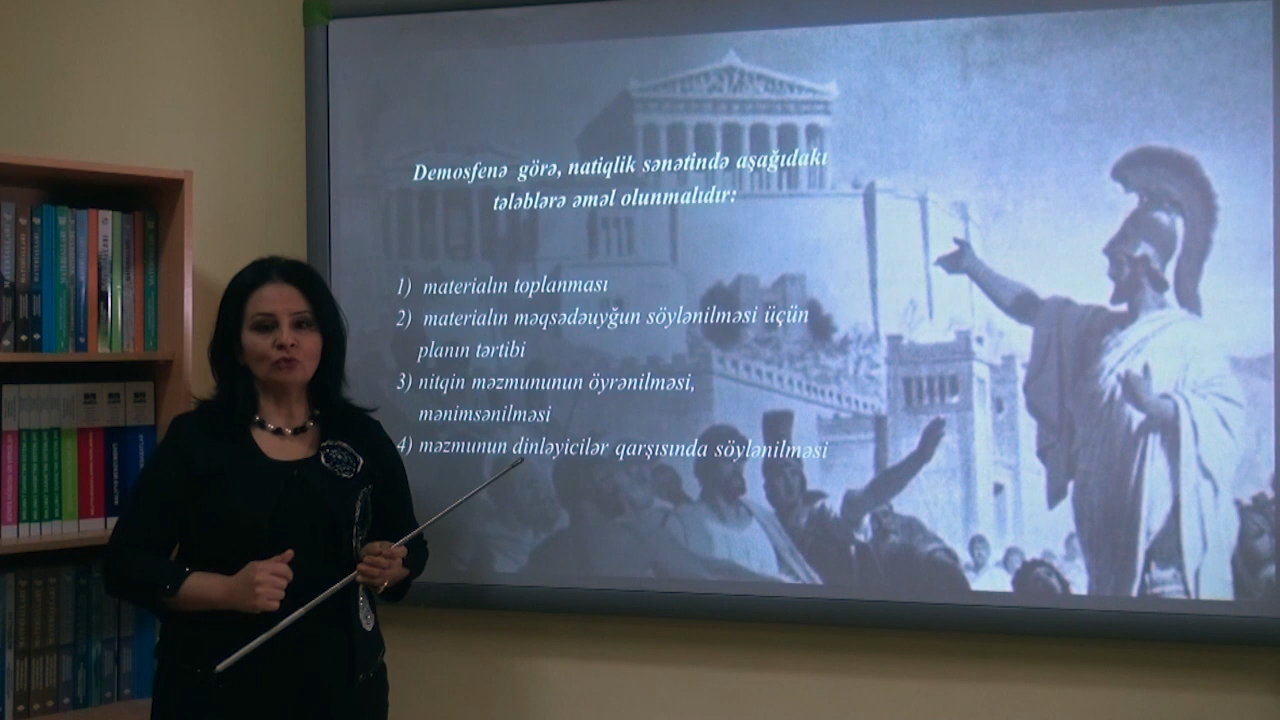 Demosfenə görə, natiqlik sənətində aşağıdakı
tələblərə əməl olunmalıdır:
1) materialın toplanması
2) materialın məqsədəuyğun söylənilməsi üçün
planın tərtibi
3) nitqin məzmununun öyrənilməsi,
mənimsənilməsi
4) məzmunun dinləyicilər qarşısında söylənilməsi